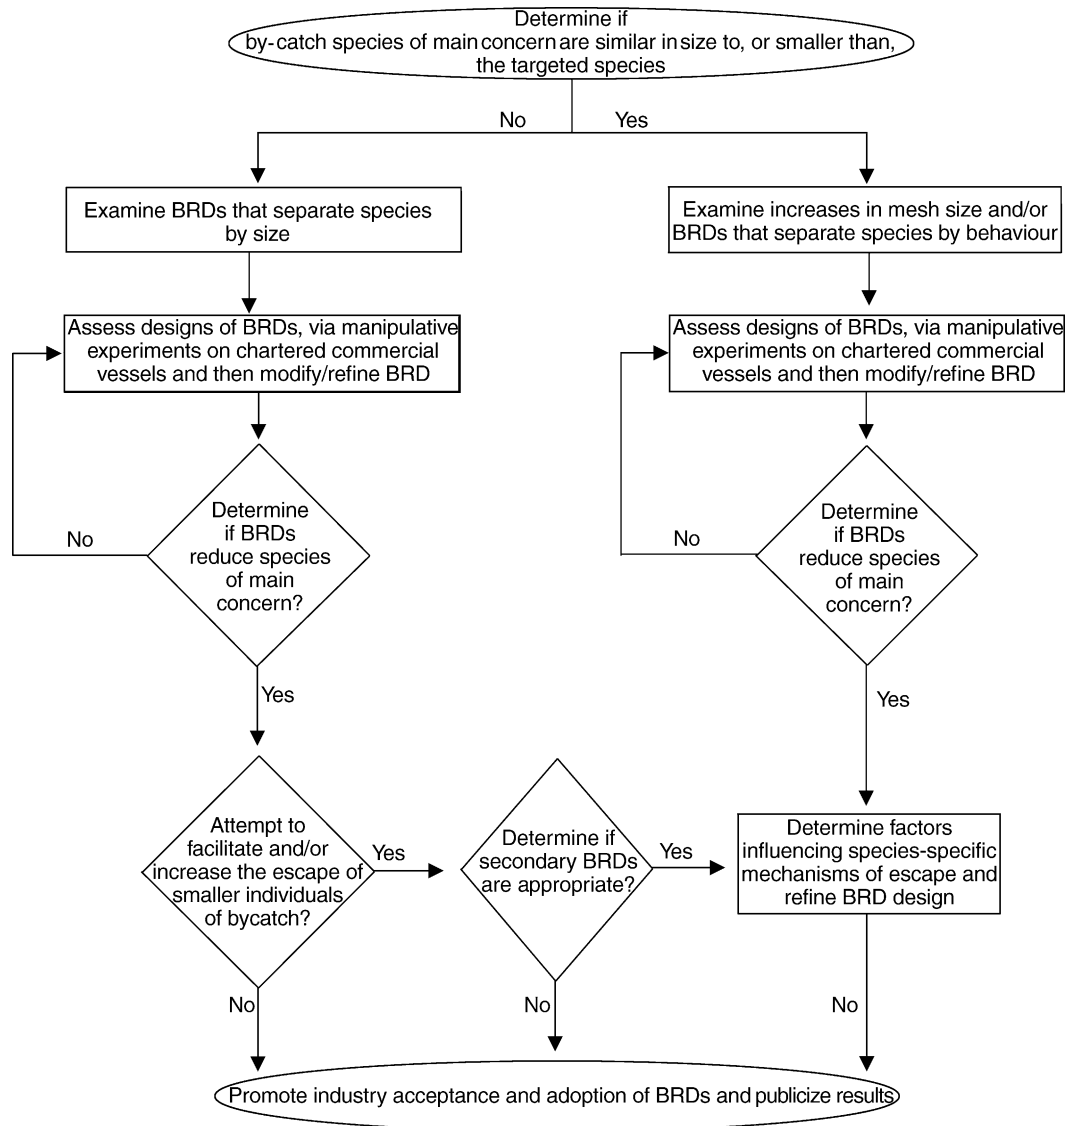 Determine if
by-catch species of main concern are similar in size to, or smaller than,
the targeted species
No
Yes
Examine BRDs that separate species
by size
Examine increases in mesh size and/or
BRDs that separate species by behaviour
Assess designs of BRDs, via manipulative
experiments on chartered commercial
vessels and then modify/refine BRD
Assess designs of BRDs, via manipulative
experiments on chartered commercial
vessels and then modify/refine BRD
Determine
if BRDs
reduce species
of main
concern?
No
Determine
if BRDs
reduce species
of main
concern?
No
Yes
Yes
Attempt to
facilitate and/or
increase the escape of
smaller individuals
of bycatch?
Yes
Determine if
secondary BRDs
are appropriate?
Yes
Determine factors
influencing species-specific
mechanisms of escape and
refine BRD design
No
No
No
Promote industry acceptance and adoption of BRDs and publicize results